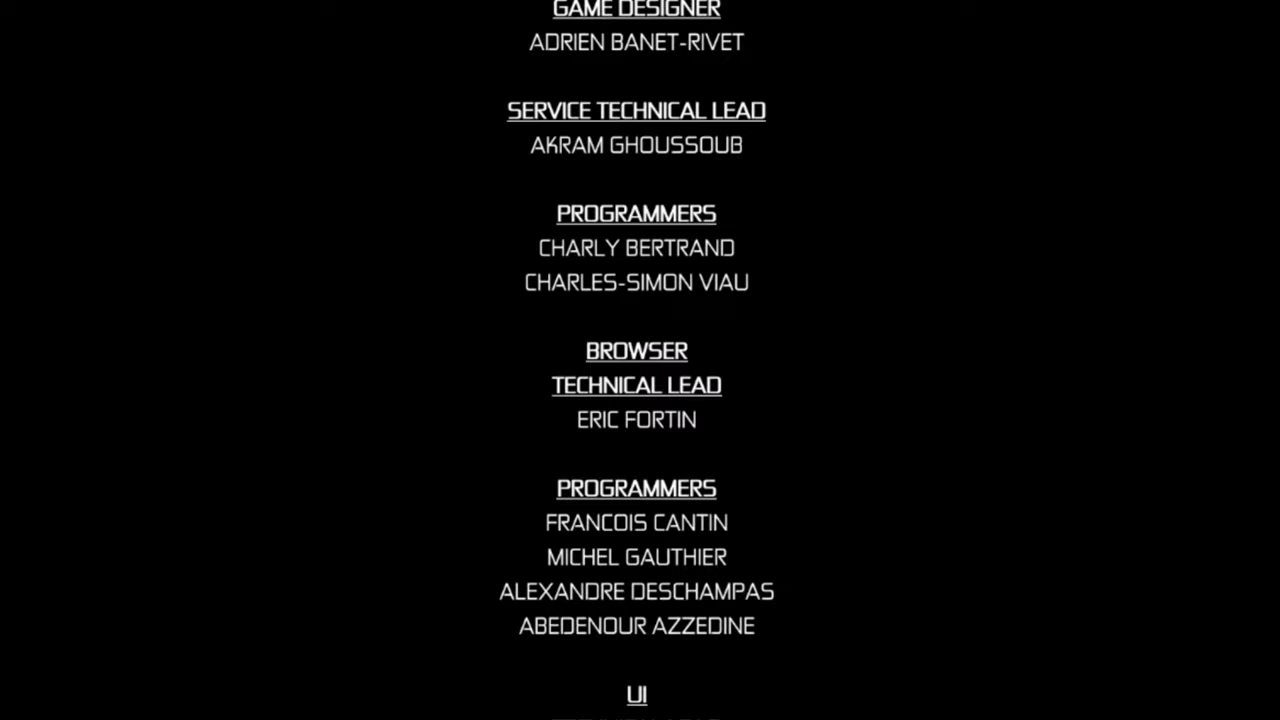 GAME DESIGNER
ADRIEN BANET-RIVET
SERVICE TECHNICAL LEAD
AKRAM GHOUSSOUB
PROGRAMMERS
CHARLY BERTRAND
CHARLES-SIMON VIAU
BROWSER
TECHNICAL LEAD
ERIC FORTIN
PROGRAMMERS
FRANCOIS CANTIN
MICHEL GAUTHIER
ALEXANDRE DESCHAMPAS
ABEDENOUR AZZEDINE
UI